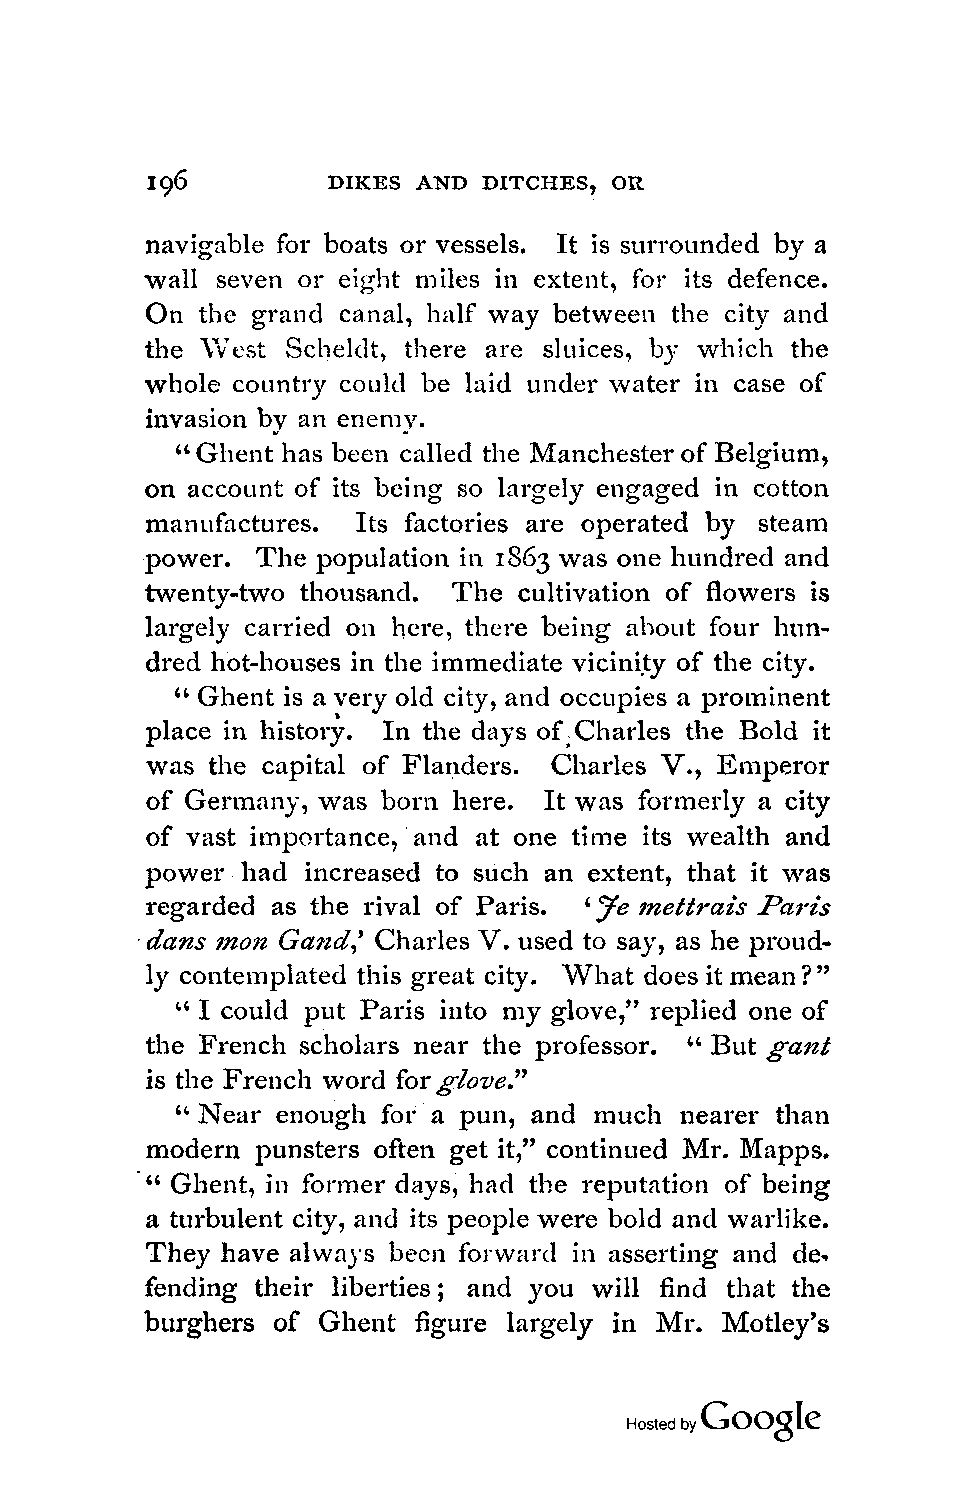 196 DIKES AND DITCHES, OR
navigable for boats or vessels. It is surrounded by a
wall seven or eight miles in extent, for its defence.
On the grand canal, half way between the city and
the West Scheldt, there are sluices, by which the
whole country could be laid under water in case of
invasion by an enemy.
“Ghent has been called the Manchester of Belgium,
on account of its being so largely engaged in cotton
manufactures. Its factories are operated by steam
power. The population in 1863 was one hundred and
twenty-two thousand. The cultivation of flowers is
largely carried on here, there being about four hun-
dred hot-houses in the immediate vicinity of the city.
“Ghent is a very old city, and occupies a prominent
place in history. In the days of Charles the Bold it
was the capital of Flanders. Charles V., Emperor
of Germany, was born here. It was formerly a city
of vast importance, and at one time its wealth and
power had increased to such an extent, that it was
regarded as the rival of Paris. ‘Je mettrais Paris
dans mon Gand,’ Charles V. used to say, as he proud-
ly contemplated this great city. What does it mean?”
“I could put Paris into my glove,” replied one of
the French scholars near the professor. “But gant
is the French word for glove.”
“Near enough for a pun, and much nearer than
modern punsters often get it,” continued Mr. Mapps.
“Ghent, in former days, had the reputation of being
a turbulent city, and its people were bold and warlike.
They have always been forward in asserting and de-
fending their liberties; and you will find that the
burghers of Ghent figure largely in Mr. Motley's
Hosted by Google